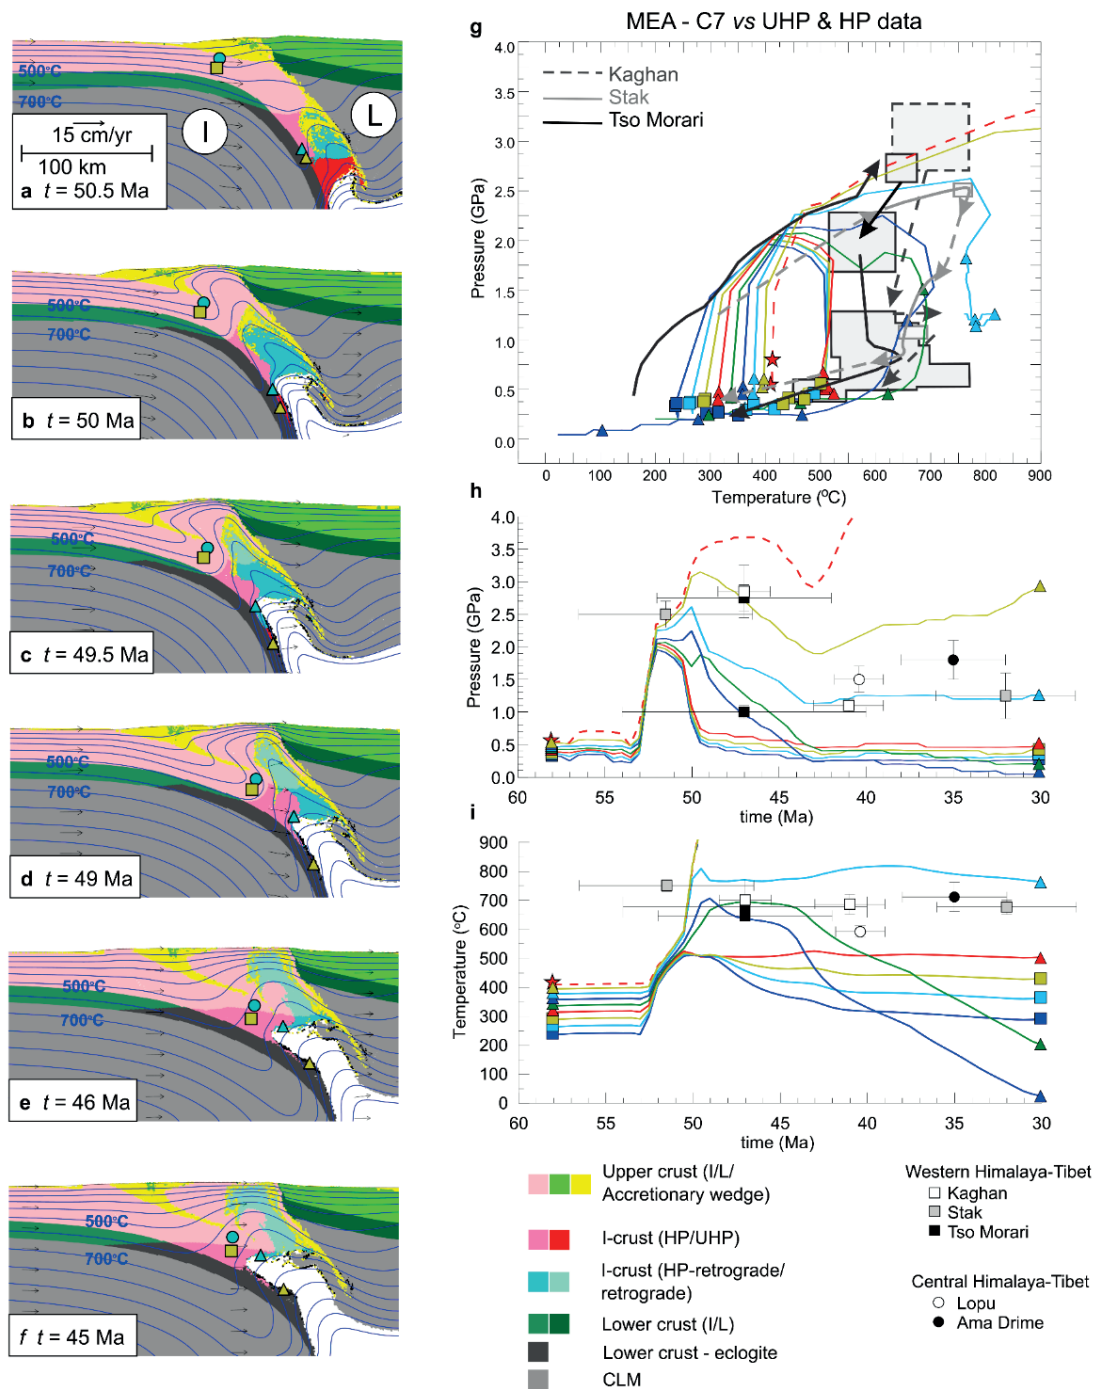 500°C
700°C
I
L
15 cm/yr
100 km
a t = 50.5 Ma
500°C
700°C
b t = 50 Ma
500°C
700°C
c t = 49.5 Ma
500°C
700°C
d t = 49 Ma
500°C
700°C
e t = 46 Ma
500°C
700°C
f t = 45 Ma
MEA - C7 vs UHP & HP data
g
4.0
3.5
3.0
2.5
2.0
1.5
1.0
0.5
0.0
Pressure (GPa)
Kaghan
Stak
Tso Morari
0 100 200 300 400 500 600 700 800 900
Temperature (°C)
h
4.0
3.5
3.0
2.5
2.0
1.5
1.0
0.5
0.0
Pressure (GPa)
60 55 50 45 40 35 30
time (Ma)
i
900
800
700
600
500
400
300
200
100
0
Temperature (°C)
60 55 50 45 40 35 30
time (Ma)
Upper crust (I/L/
Accretionary wedge)
I-crust (HP/UHP)
I-crust (HP-retrograde/
retrograde)
Lower crust (I/L)
Lower crust - eclogite
CLM
Western Himalaya-Tibet
Kaghan
Stak
Tso Morari
Central Himalaya-Tibet
Lopu
Ama Drime